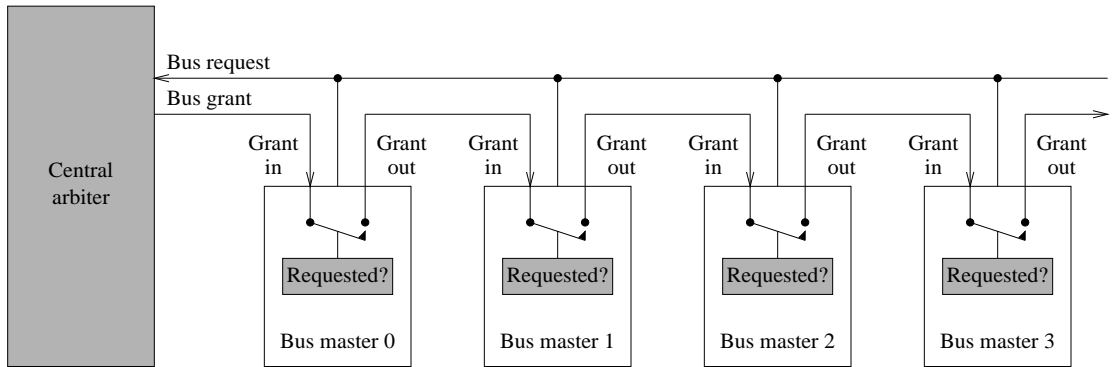 Bus request
Bus grant
Central
arbiter
Grant
in
Grant
out
Grant
in
Grant
out
Grant
in
Grant
out
Grant
in
Grant
out
Requested?
Requested?
Requested?
Requested?
Bus master 0
Bus master 1
Bus master 2
Bus master 3